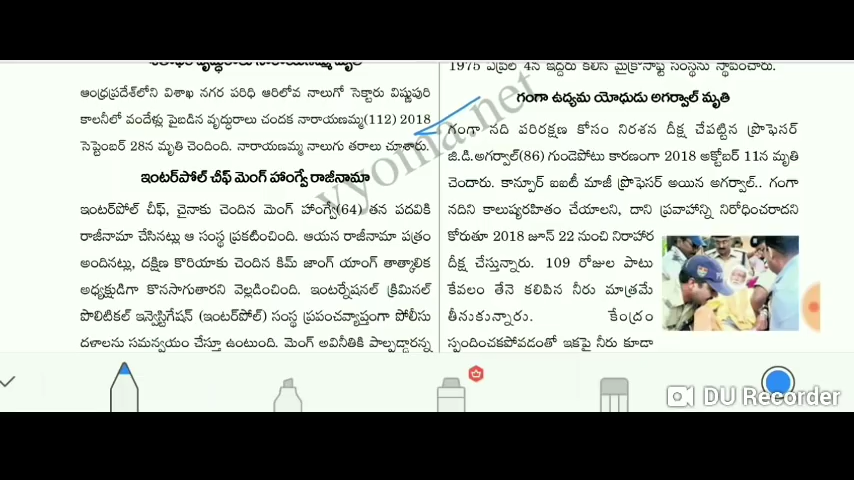 ఆంధ్రప్రదేశ్‌లోని విశాఖ నగర పరిధి ఆరిలోవ నాలుగో సెక్టారు విష్ణుపురి
కాలనీలో వందేళ్లు పైబడిన వృద్ధురాలు చందక నారాయణమ్మ(112) 2018
సెప్టెంబర్ 28న మృతి చెందింది. నారాయణమ్మ నాలుగు తరాలు చూశారు.
ఇంటర్‌పోల్ చీఫ్ మెంగ్ హాంగ్వే రాజీనామా
ఇంటర్‌పోల్ చీఫ్, చైనాకు చెందిన మెంగ్ హాంగ్వే(64) తన పదవికి
రాజీనామా చేసినట్లు ఆ సంస్థ ప్రకటించింది. ఆయన రాజీనామా పత్రం
అందినట్లు, దక్షిణ కొరియాకు చెందిన కిమ్ జాంగ్ యాంగ్ తాత్కాలిక
అధ్యక్షుడిగా కొనసాగుతారని వెల్లడించింది. ఇంటర్నేషనల్ క్రిమినల్
పొలిటికల్ ఇన్వెస్టిగేషన్ (ఇంటర్‌పోల్) సంస్థ ప్రపంచవ్యాప్తంగా పోలీసు
దళాలను సమన్వయం చేస్తూ ఉంటుంది. మెంగ్ అవినీతికి పాల్పడ్డారన్న
1975 ఏప్రిల్ 4న ఇద్దరు కలిసి మైక్రోసాఫ్ట్ సంస్థను స్థాపించారు.
గంగా ఉద్యమ యోధుడు అగర్వాల్ మృతి
గంగా నది పరిరక్షణ కోసం నిరశన దీక్ష చేపట్టిన ప్రొఫెసర్
జి.డి.అగర్వాల్(86) గుండెపోటు కారణంగా 2018 అక్టోబర్ 11న మృతి
చెందారు. కాన్పూర్ ఐఐటీ మాజీ ప్రొఫెసర్ అయిన అగర్వాల్.. గంగా
నదిని కాలుష్యరహితం చేయాలని, దాని ప్రవాహాన్ని నిరోధించరాదని
కోరుతూ 2018 జూన్ 22 నుంచి నిరాహార
దీక్ష చేస్తున్నారు. 109 రోజుల పాటు
కేవలం తేనె కలిపిన నీరు మాత్రమే
తీసుకున్నారు. కేంద్రం
స్పందించకపోవడంతో ఇకపై నీరు కూడా
vyoma.net
DU Recorder